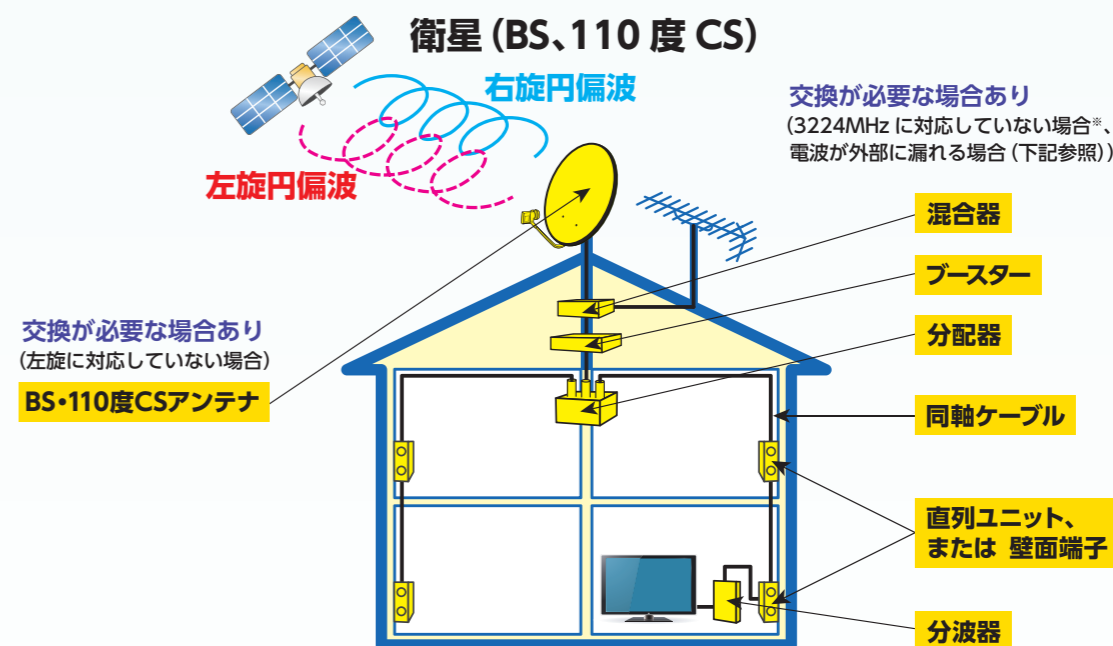 衛星（BS、110 度 CS）
右旋円偏波
左旋円偏波
交換が必要な場合あり
（3224MHz に対応していない場合※、
電波が外部に漏れる場合（下記参照））
混合器
ブースター
分配器
同軸ケーブル
直列ユニット、
または 壁面端子
分波器
交換が必要な場合あり
（左旋に対応していない場合）
BS・110度CSアンテナ